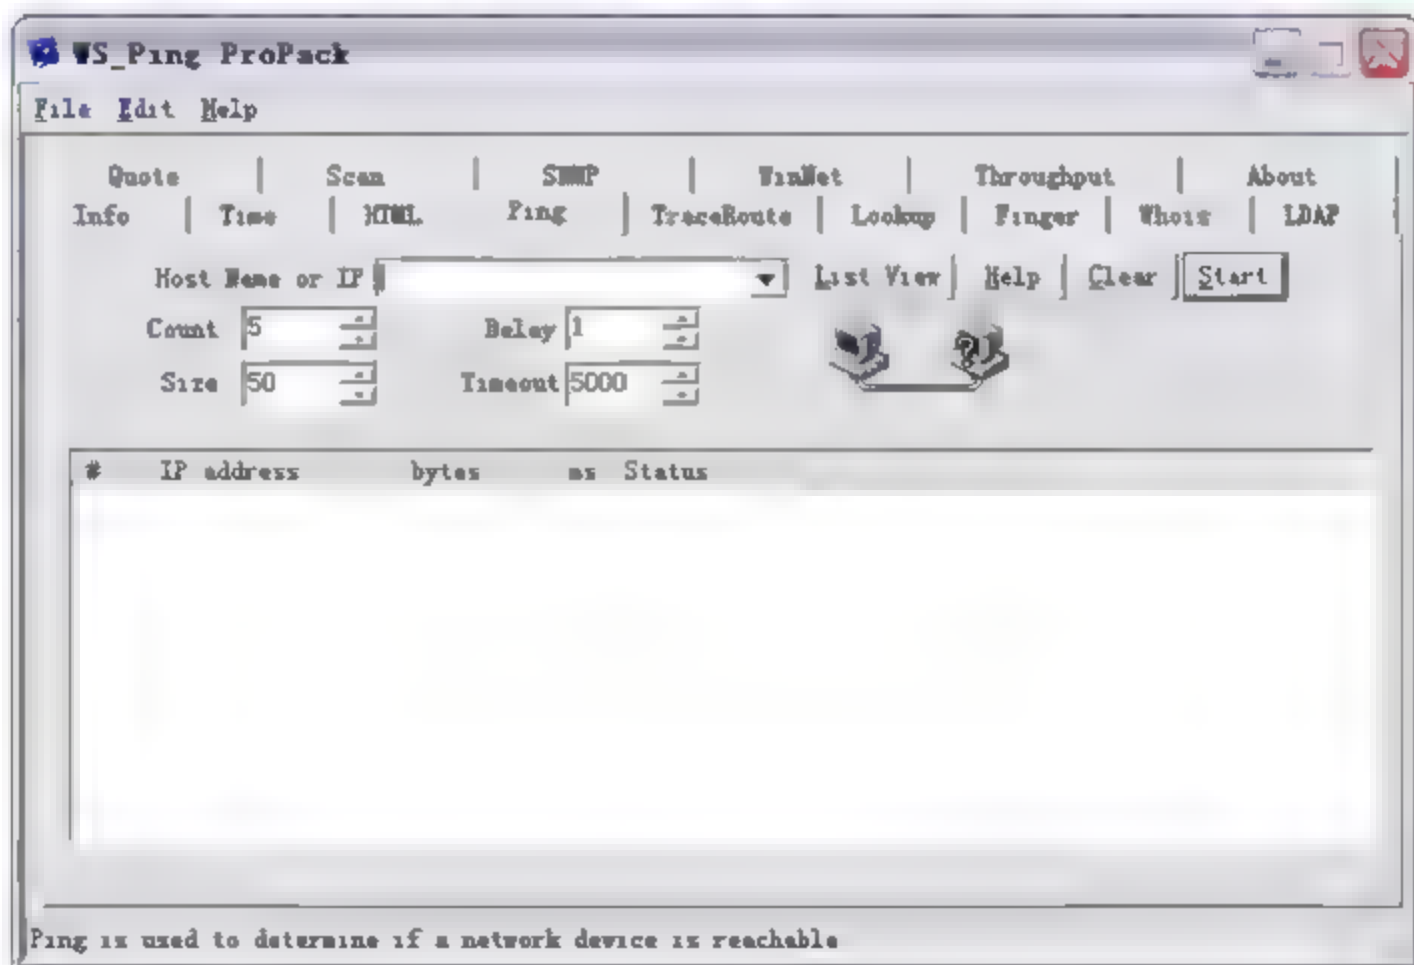 WS_Ping ProPack
File Edit Help
Quote Scan SNMP WinNet Throughput About
Info Time HTML Ping TraceRoute Lookup Finger Whois LDAP
Host Name or IP List View Help Clear Start
Count 5 Delay 1
Size 50 Timeout 5000
# IP address bytes ms Status
Ping is used to determine if a network device is reachable